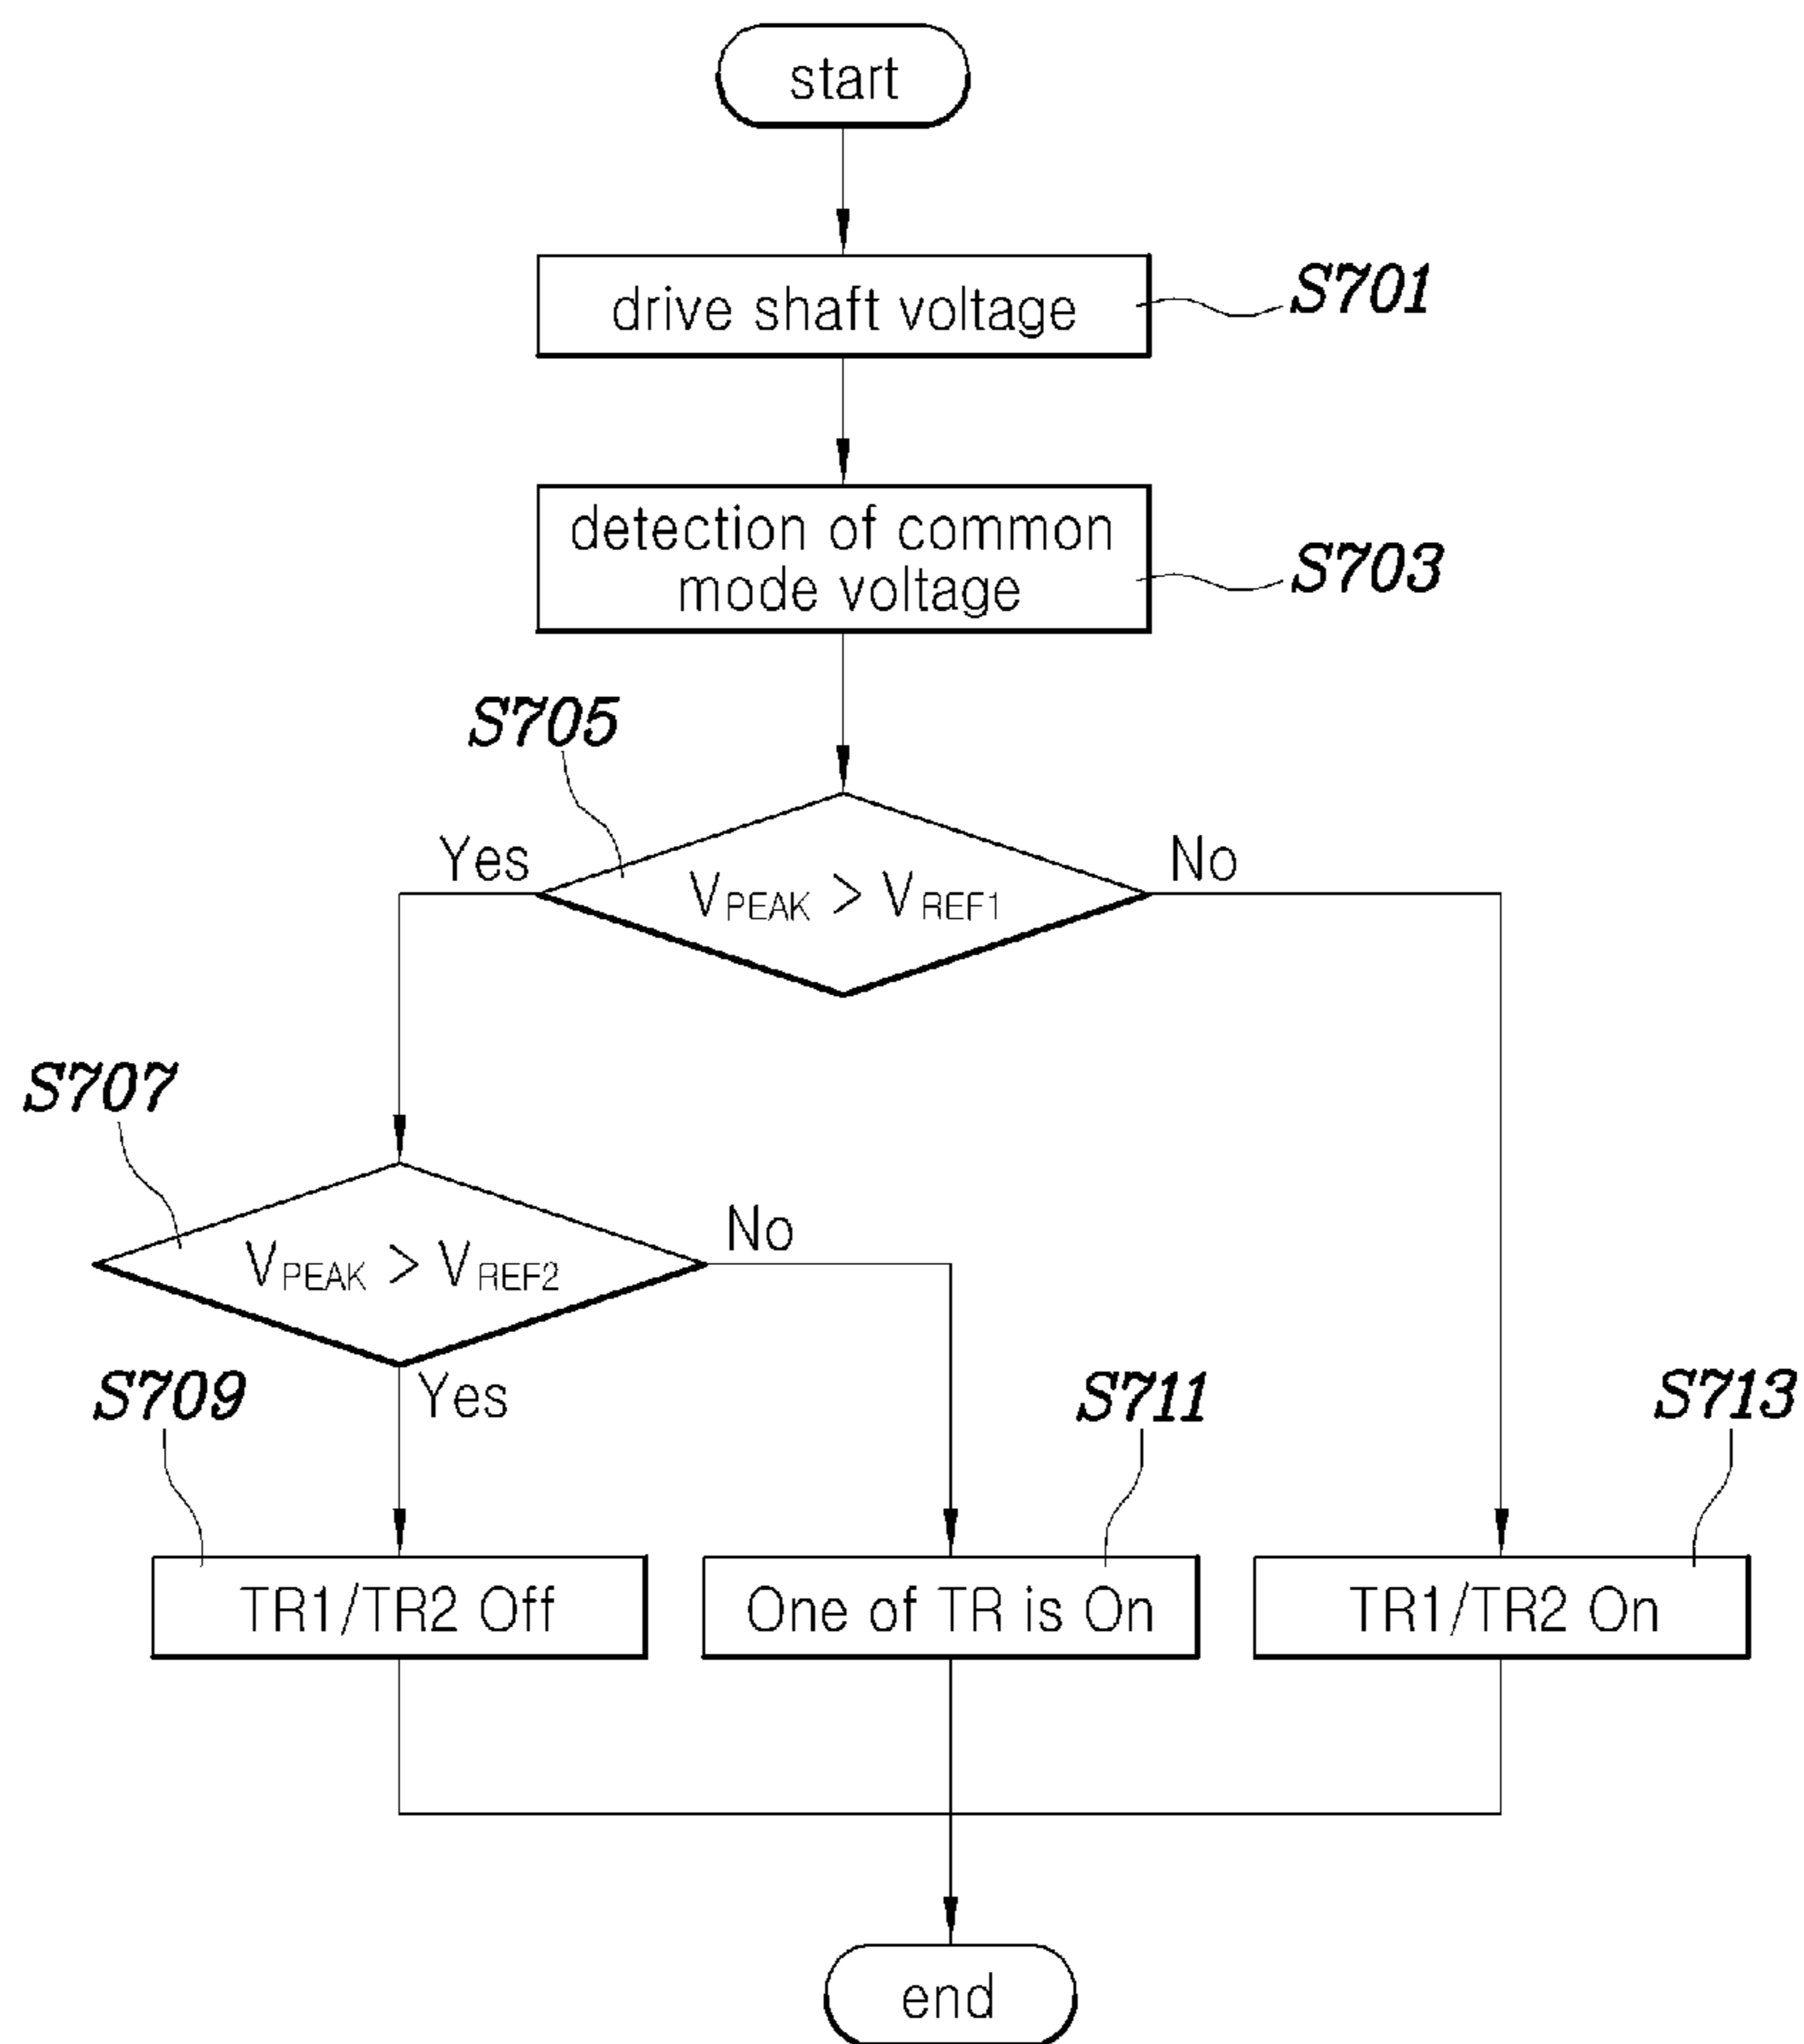 start
drive shaft voltage
S701
detection of common
mode voltage
S703
S705
Yes
No
VPEAK > VREF1
S707
No
VPEAK > VREF2
Yes
S709
S711
S713
TR1/TR2 Off
One of TR is On
TR1/TR2 On
end